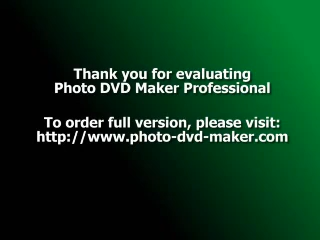 Thank you for evaluating
Photo DVD Maker Professional
To order full version, please visit:
http://www.photo-dvd-maker.com